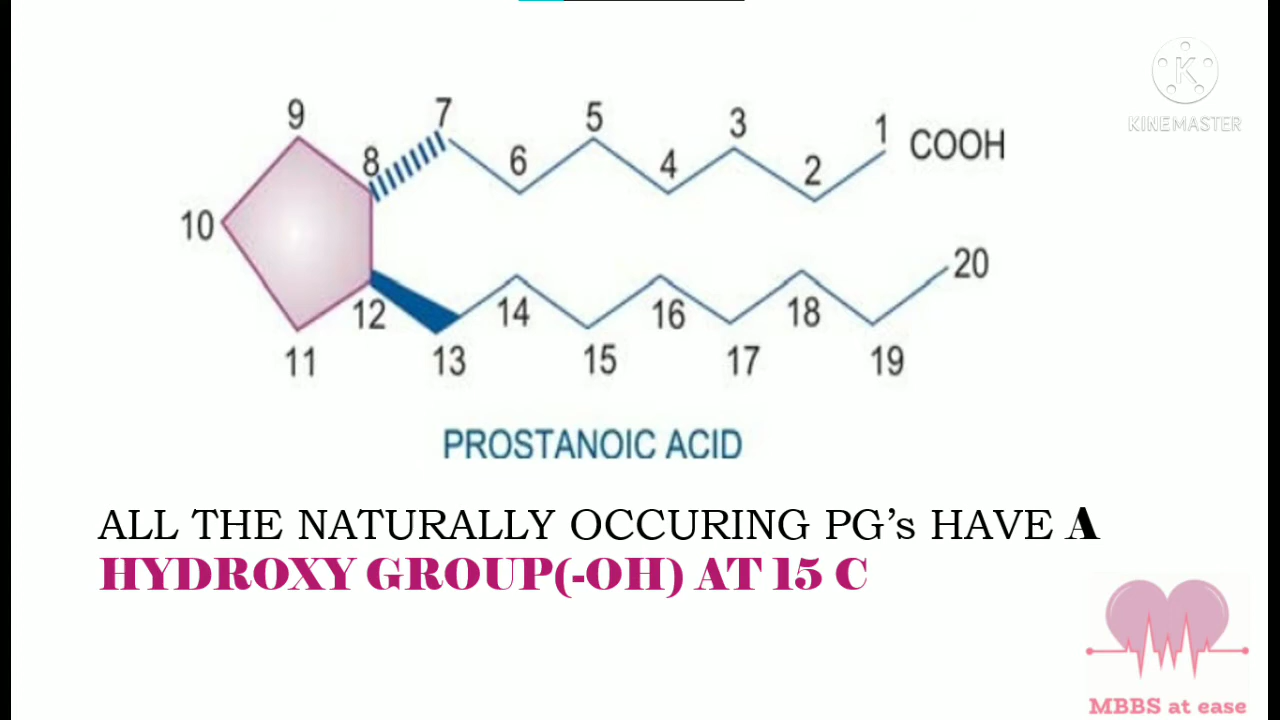 9
7
5
3
1
COOH
8
6
4
2
10
20
12
14
16
18
11
13
15
17
19
PROSTANOIC ACID
ALL THE NATURALLY OCCURING PG’s HAVE A
HYDROXY GROUP(-OH) AT 15 C
K
KINEMASTER
MBBS at ease